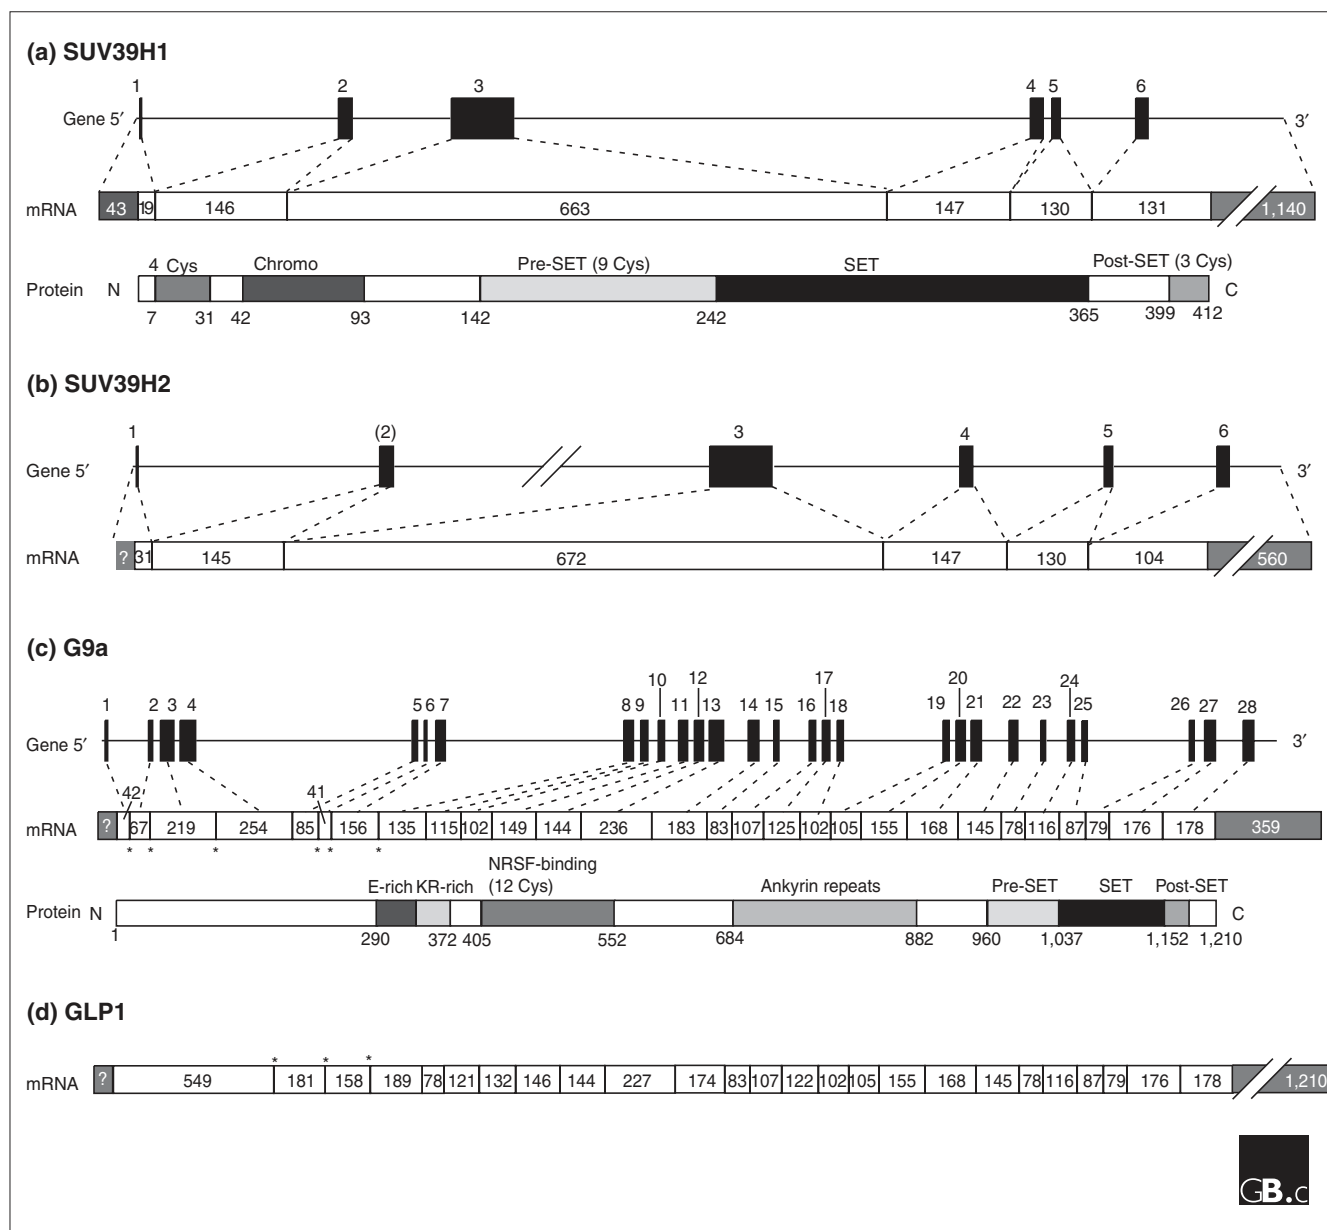 (a) SUV39H1
1 2 3 4 5 6
Gene 5′ 3′
mRNA 43 19 146 663 147 130 131 1,140
4 Cys Chromo Pre-SET (9 Cys) SET Post-SET (3 Cys)
Protein N C
7 31 42 93 142 242 365 399 412
(b) SUV39H2
1 (2) 3 4 5 6
Gene 5′ 3′
mRNA ? 31 145 672 147 130 104 560
(c) G9a
1 2 3 4 5 6 7 8 9 10 11 12 13 14 15 16 17 18 19 20 21 22 23 24 25 26 27 28
Gene 5′ 3′
42 41
mRNA ? 67 219 254 85 156 135 115 102 149 144 236 183 83 107 125 102 105 155 168 145 78 116 87 79 176 178 359
* * * * * *
E-rich KR-rich NRSF-binding Ankyrin repeats Pre-SET SET Post-SET
(12 Cys)
Protein N C
1 290 372 405 552 684 882 960 1,037 1,152 1,210
(d) GLP1
* * *
mRNA ? 549 181 158 189 78 121 132 146 144 227 174 83 107 122 102 105 155 168 145 78 116 87 79 176 178 1,210
GB.c